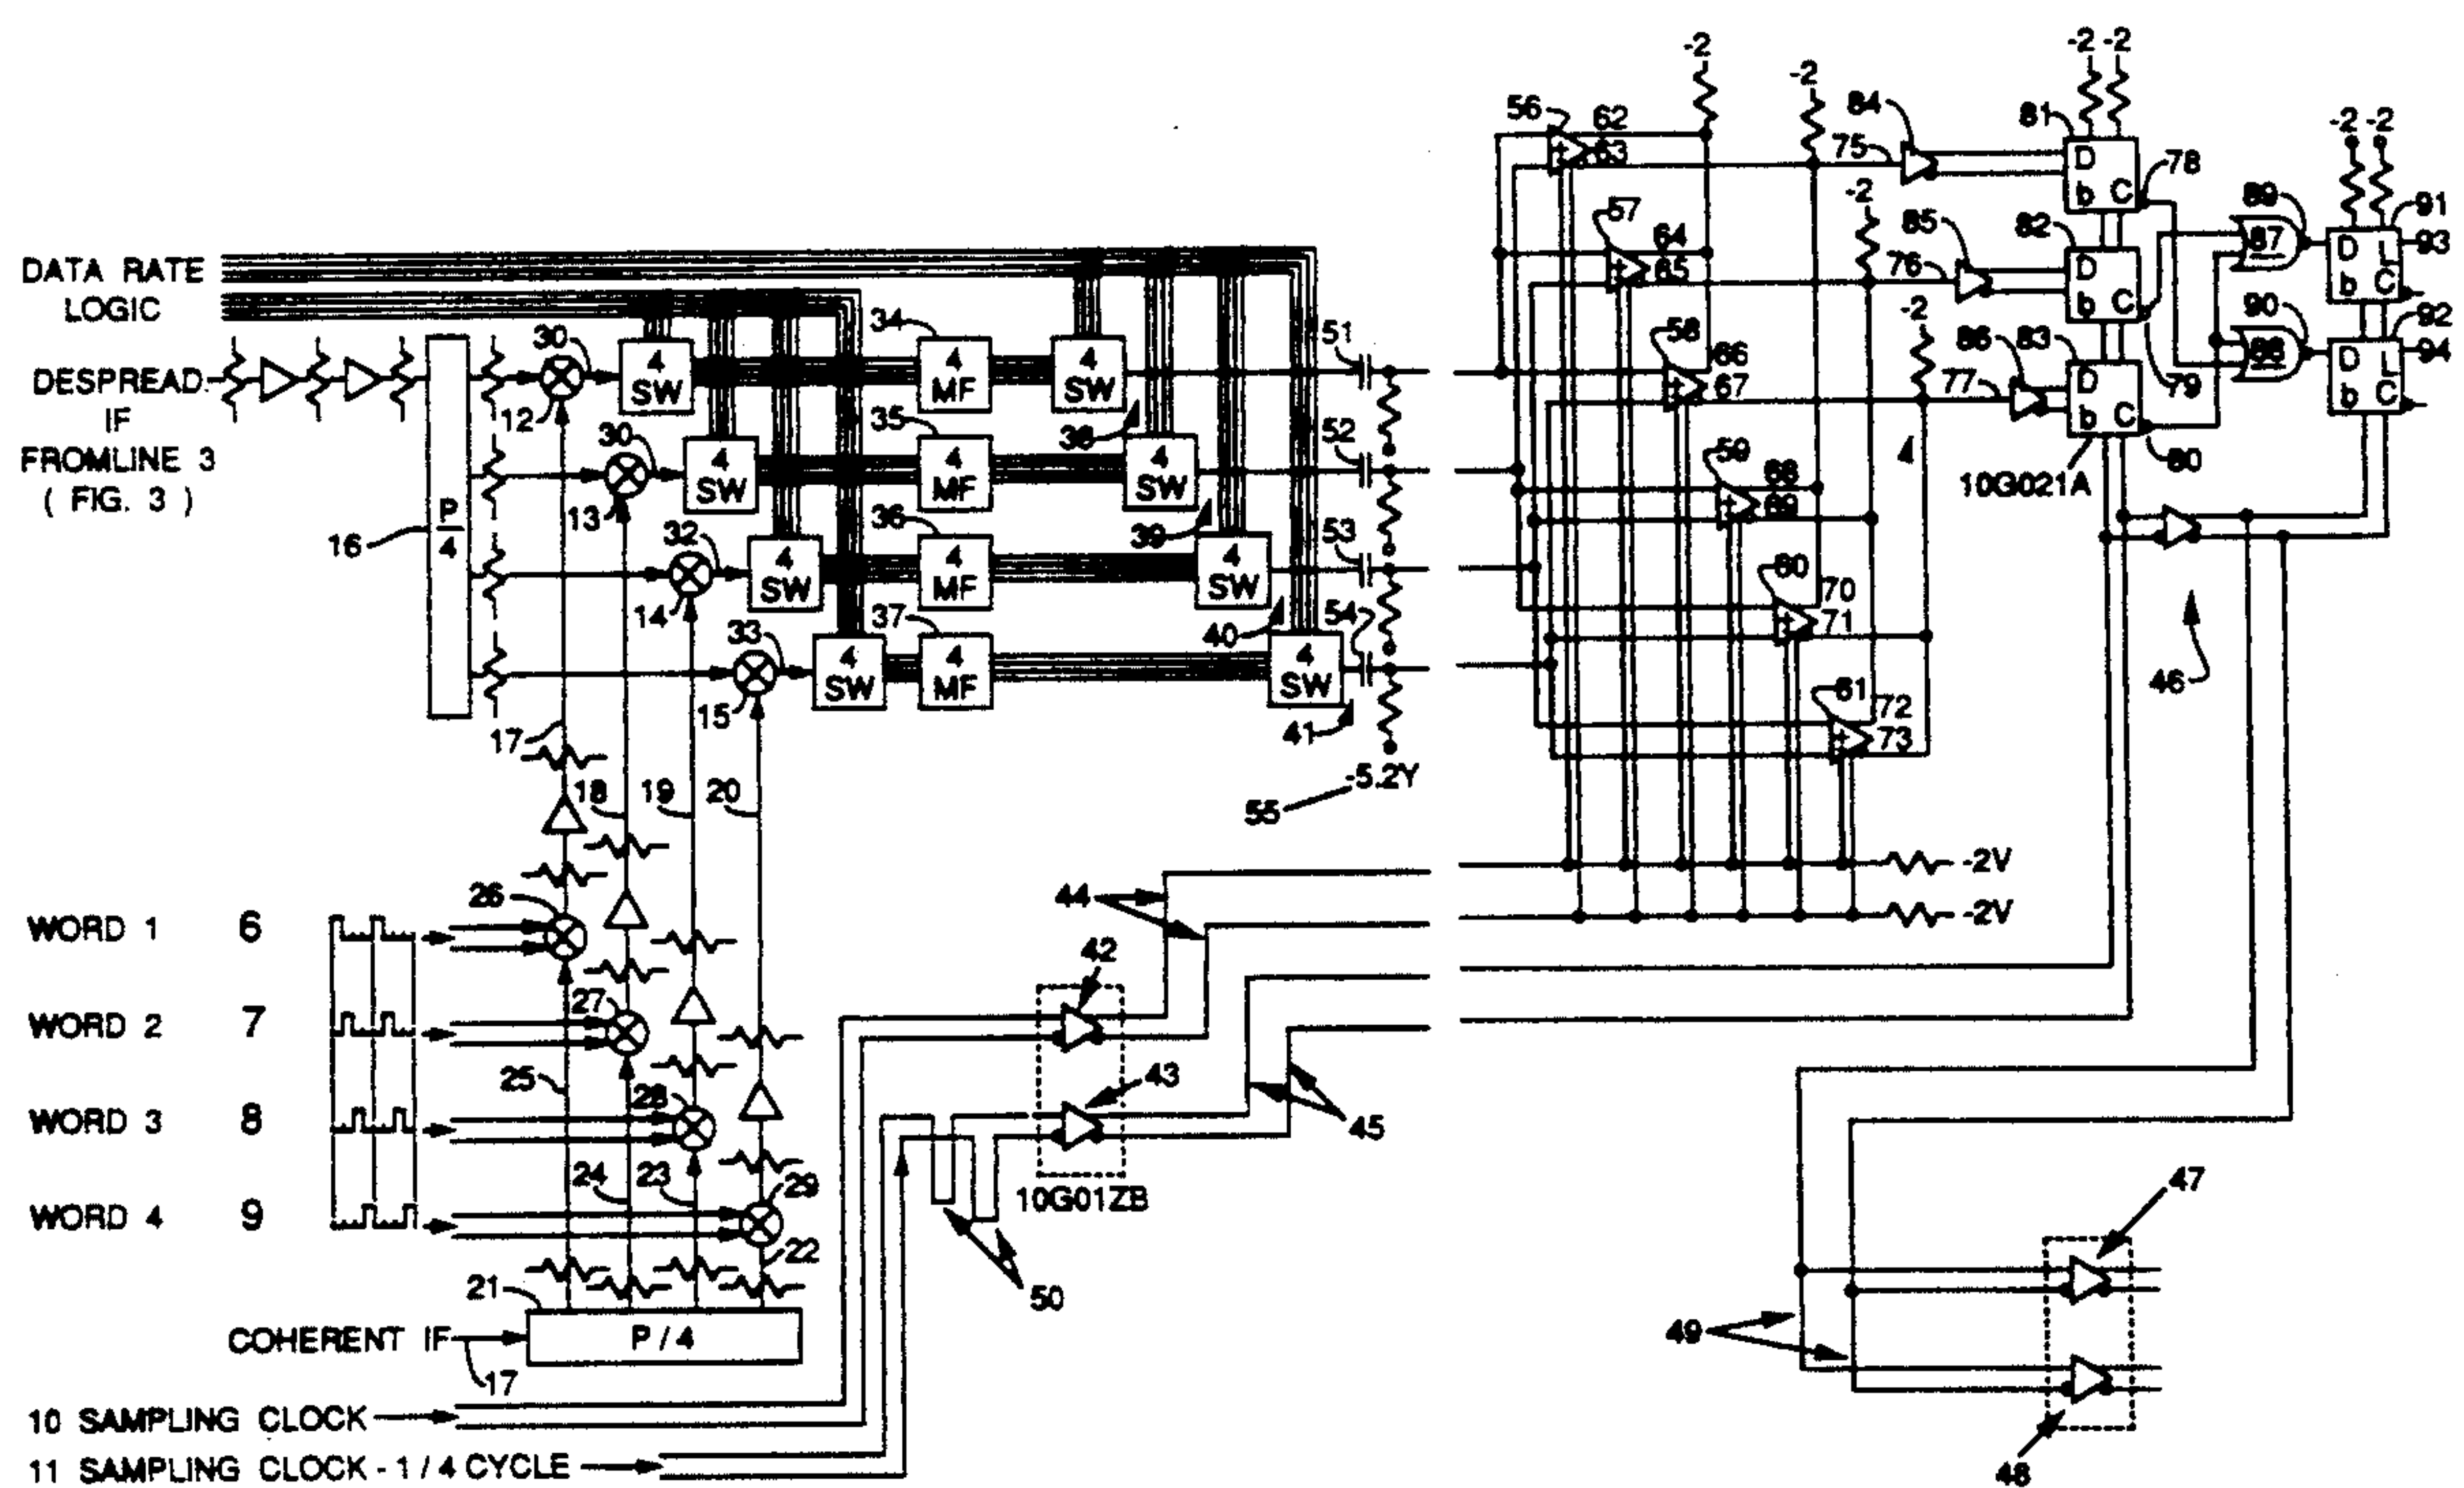 DATA RATE
LOGIC
DESPREAD
IF
FROMLINE 3
( FIG. 3 )
16
P
4
12
30
4
SW
34
4
MF
4
SW
38
51
13
30
4
SW
35
4
MF
4
SW
39
52
14
32
4
SW
36
4
MF
4
SW
40
53
15
33
4
SW
37
4
MF
4
SW
41
54
-5.2Y
55
17
18
19
20
WORD 1 6
26
WORD 2 7
27
WORD 3 8
28
WORD 4 9
29
25
24
23
22
21
P / 4
COHERENT IF
17
10 SAMPLING CLOCK
11 SAMPLING CLOCK - 1 / 4 CYCLE
42
43
10G01ZB
44
45
50
-2
-2
-2
-2
56
62
63
57
64
65
58
66
67
59
68
69
60
70
71
61
72
73
-2V
-2V
75
84
76
85
77
86
4
-2 -2
81
D
b C
78
82
D
b C
79
83
D
b C
80
10G021A
87
89
88
90
-2 -2
D L
b C
91
93
D L
b C
92
94
46
47
48
49